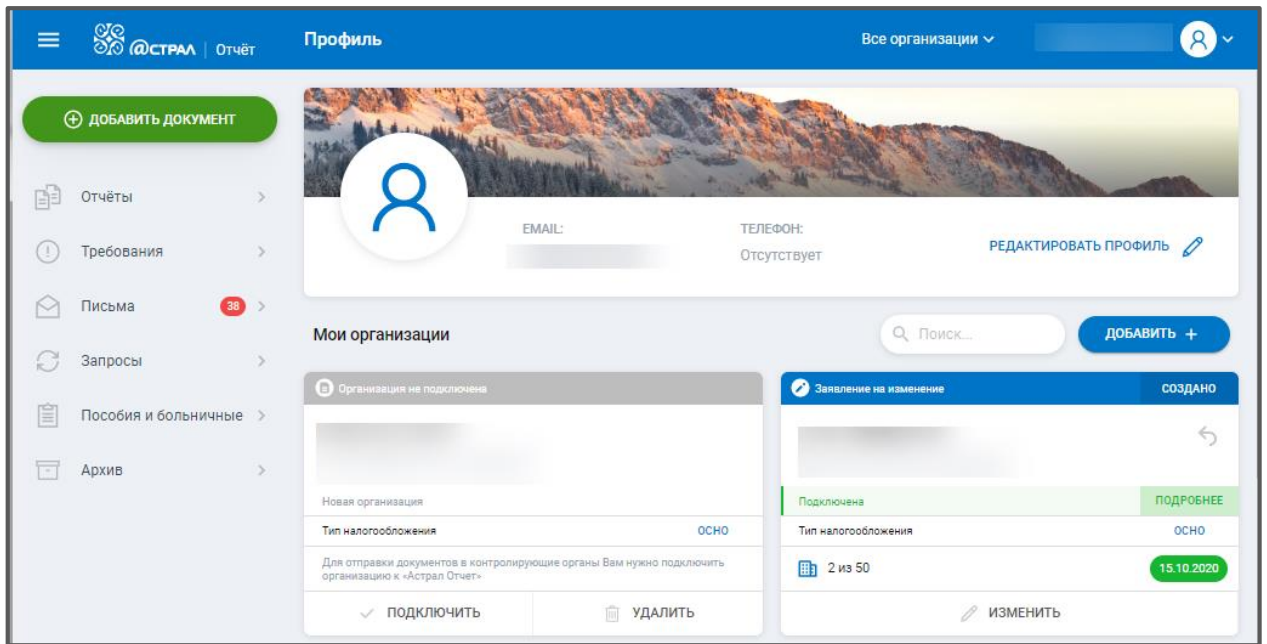 @СТРАЛ | Отчёт
Профиль
Все организации
ДОБАВИТЬ ДОКУМЕНТ
Отчёты
Требования
Письма 38
Запросы
Пособия и больничные
Архив
EMAIL:
ТЕЛЕФОН:
Отсутствует
РЕДАКТИРОВАТЬ ПРОФИЛЬ
Мои организации
Поиск...
ДОБАВИТЬ +
Организация не подключена
Новая организация
Тип налогообложения ОСНО
Для отправки документов в контролирующие органы Вам нужно подключить
организацию к «Астрал Отчет»
ПОДКЛЮЧИТЬ
УДАЛИТЬ
Заявление на изменение СОЗДАНО
Подключена ПОДРОБНЕЕ
Тип налогообложения ОСНО
2 из 50 15.10.2020
ИЗМЕНИТЬ